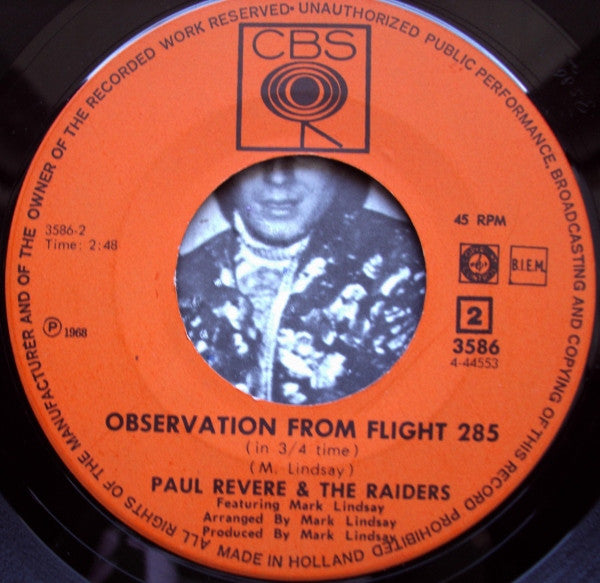 ALL RIGHTS OF THE MANUFACTURER AND OF THE OWNER OF THE RECORDED WORK RESERVED • UNAUTHORIZED PUBLIC PERFORMANCE, BROADCASTING AND COPYING OF THIS RECORD PROHIBITED
CBS
3586-2
Time: 2:48
45 RPM
B.I.E.M.
2
3586
4-44553
Ⓟ 1968
OBSERVATION FROM FLIGHT 285
(in 3/4 time)
(M. Lindsay)
PAUL REVERE & THE RAIDERS
Featuring Mark Lindsay
Arranged By Mark Lindsay
Produced By Mark Lindsay
MADE IN HOLLAND